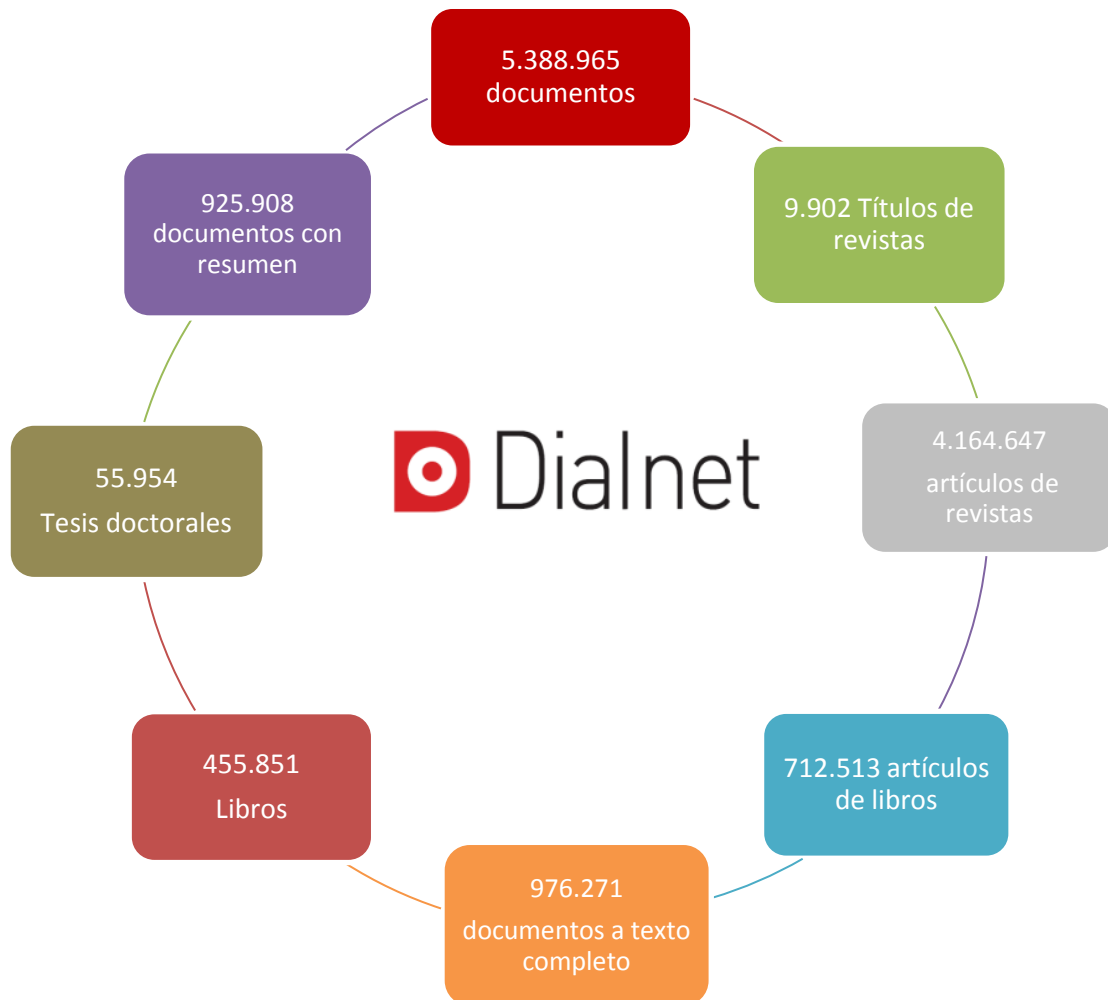 5.388.965
documentos
9.902 Títulos de
revistas
4.164.647
artículos de
revistas
712.513 artículos
de libros
976.271
documentos a texto
completo
455.851
Libros
55.954
Tesis doctorales
925.908
documentos con
resumen
Dialnet